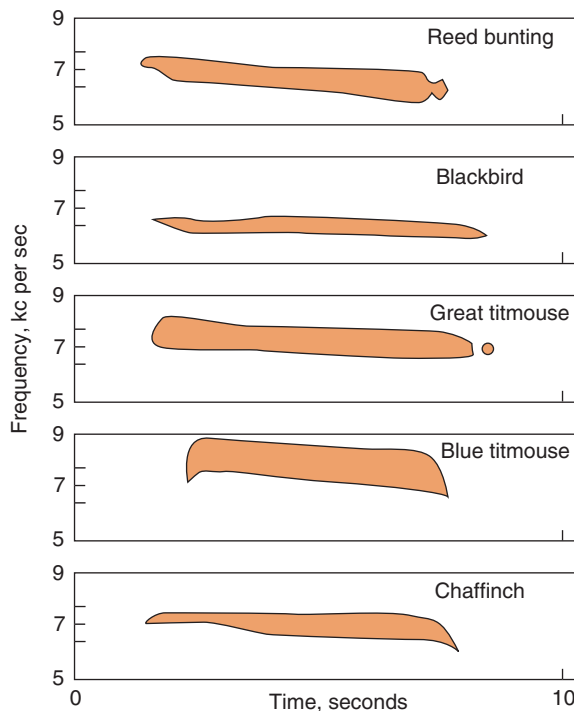 9
Reed bunting
7
5
9
Blackbird
7
5
9
Great titmouse
7
5
9
Blue titmouse
7
5
9
Chaffinch
7
5
Frequency, kc per sec
0
Time, seconds
10